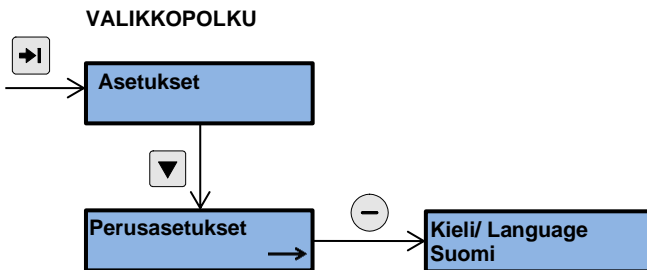 VALIKKOPOLKU
Asetukset
Perusasetukset
Kieli/ Language
Suomi